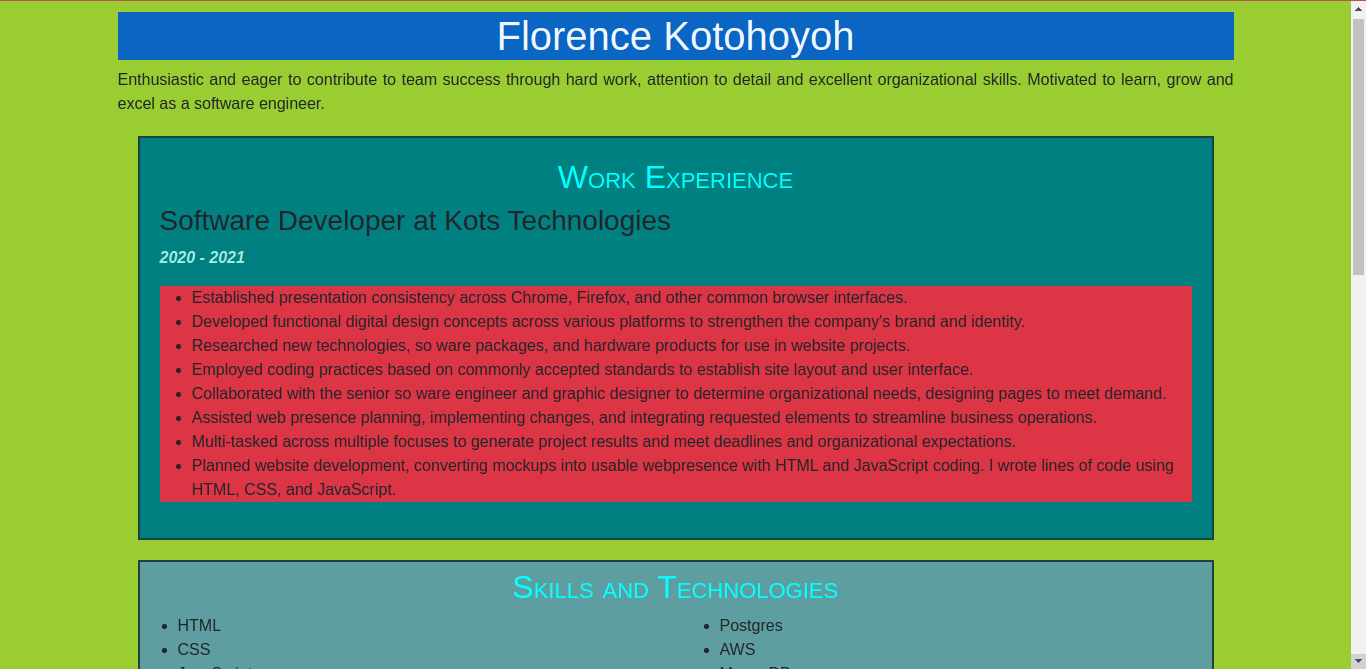 Florence Kotohoyoh
Enthusiastic and eager to contribute to team success through hard work, attention to detail and excellent organizational skills. Motivated to learn, grow and
excel as a software engineer.
Work Experience
Software Developer at Kots Technologies
2020 - 2021
Established presentation consistency across Chrome, Firefox, and other common browser interfaces.
Developed functional digital design concepts across various platforms to strengthen the company's brand and identity.
Researched new technologies, so ware packages, and hardware products for use in website projects.
Employed coding practices based on commonly accepted standards to establish site layout and user interface.
Collaborated with the senior so ware engineer and graphic designer to determine organizational needs, designing pages to meet demand.
Assisted web presence planning, implementing changes, and integrating requested elements to streamline business operations.
Multi-tasked across multiple focuses to generate project results and meet deadlines and organizational expectations.
Planned website development, converting mockups into usable webpresence with HTML and JavaScript coding. I wrote lines of code using
HTML, CSS, and JavaScript.
Skills and Technologies
HTML
CSS
Postgres
AWS